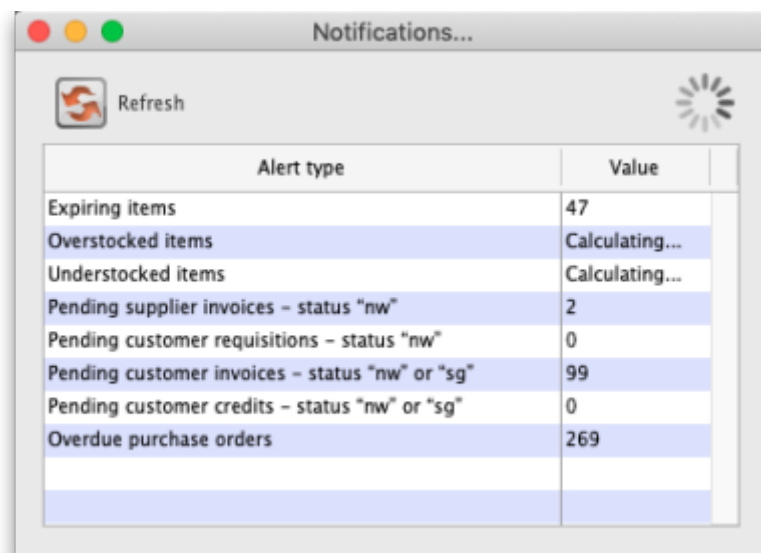 Notifications...
Refresh
Alert type Value
Expiring items 47
Overstocked items Calculating...
Understocked items Calculating...
Pending supplier invoices – status “nw” 2
Pending customer requisitions – status “nw” 0
Pending customer invoices – status “nw” or “sg” 99
Pending customer credits – status “nw” or “sg” 0
Overdue purchase orders 269